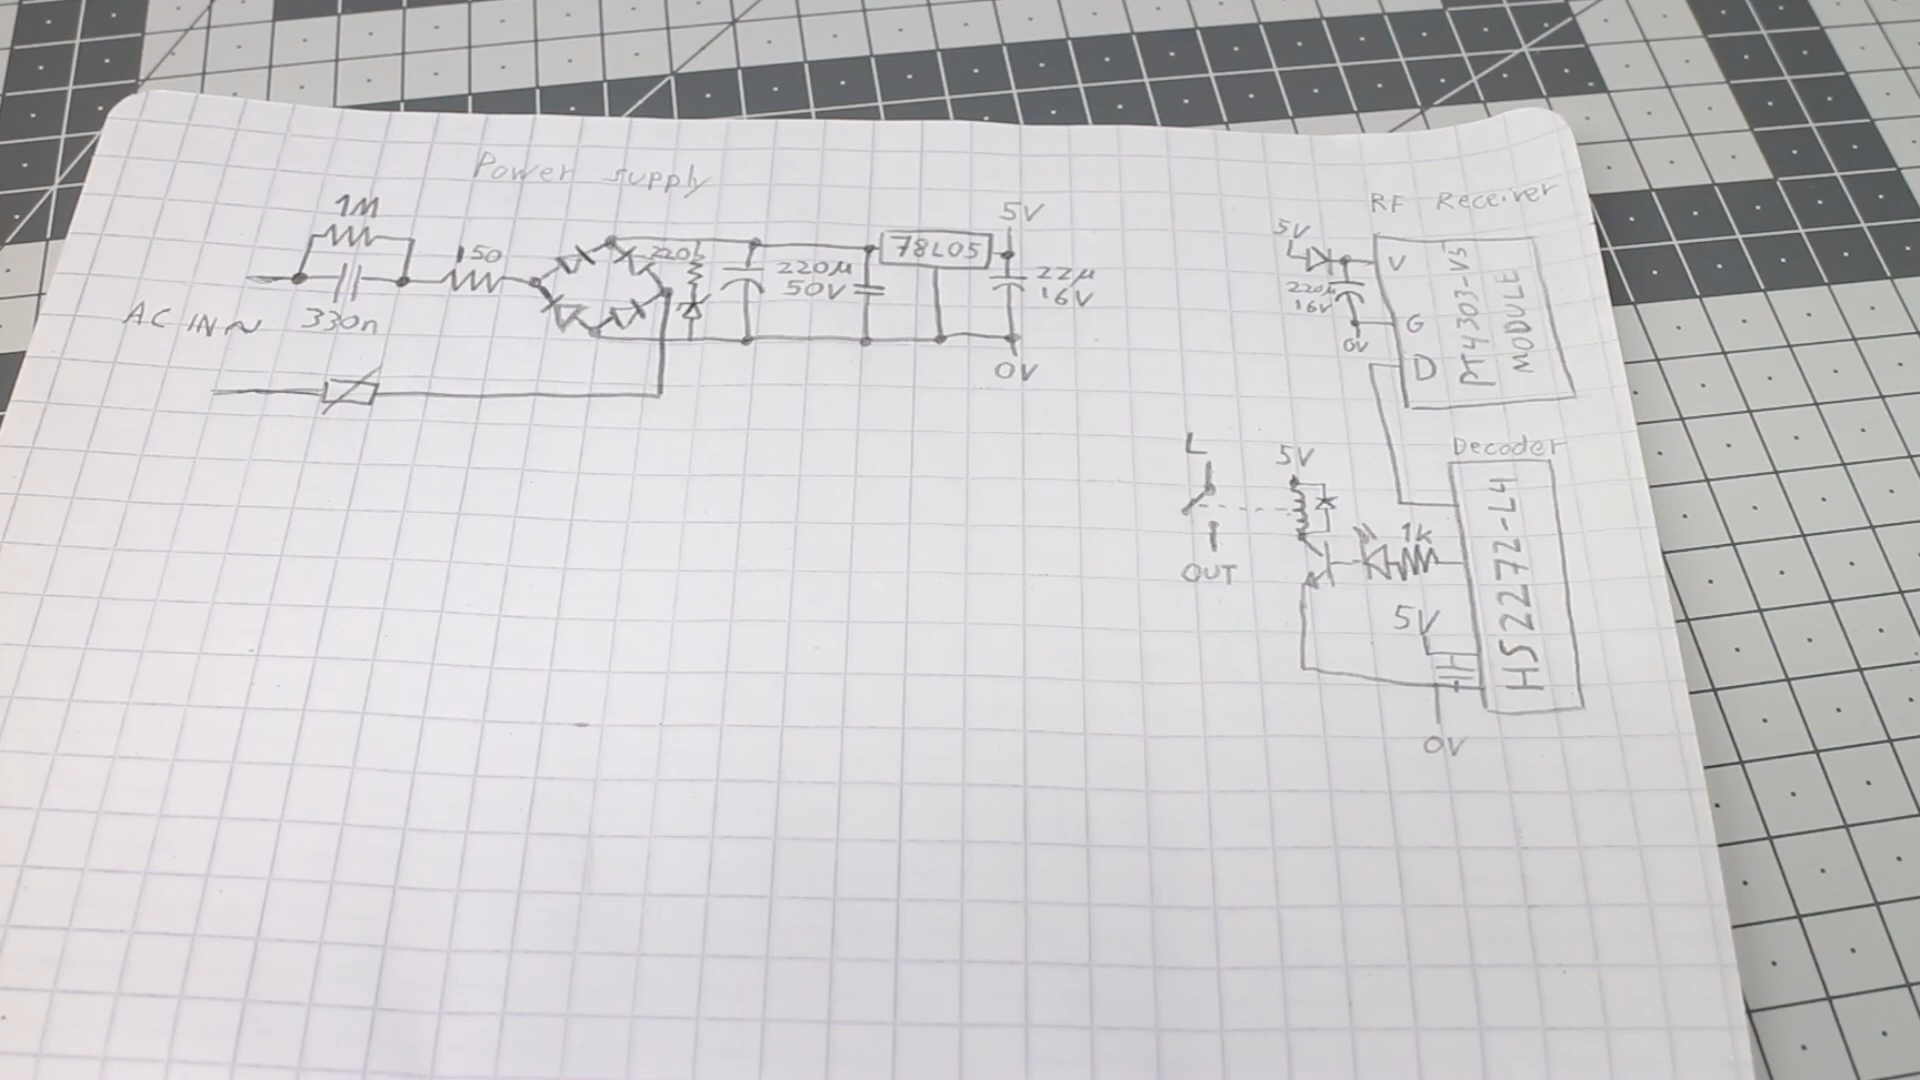 Power supply
1M
150
AC IN ~
330n
220
220µ
50V
78L05
5V
22µ
16V
0V
RF Receiver
5V
220µ
16V
0V
V
G
D
PT4303-V5
MODULE
L
OUT
5V
1k
5V
0V
Decoder
HS2272-L4